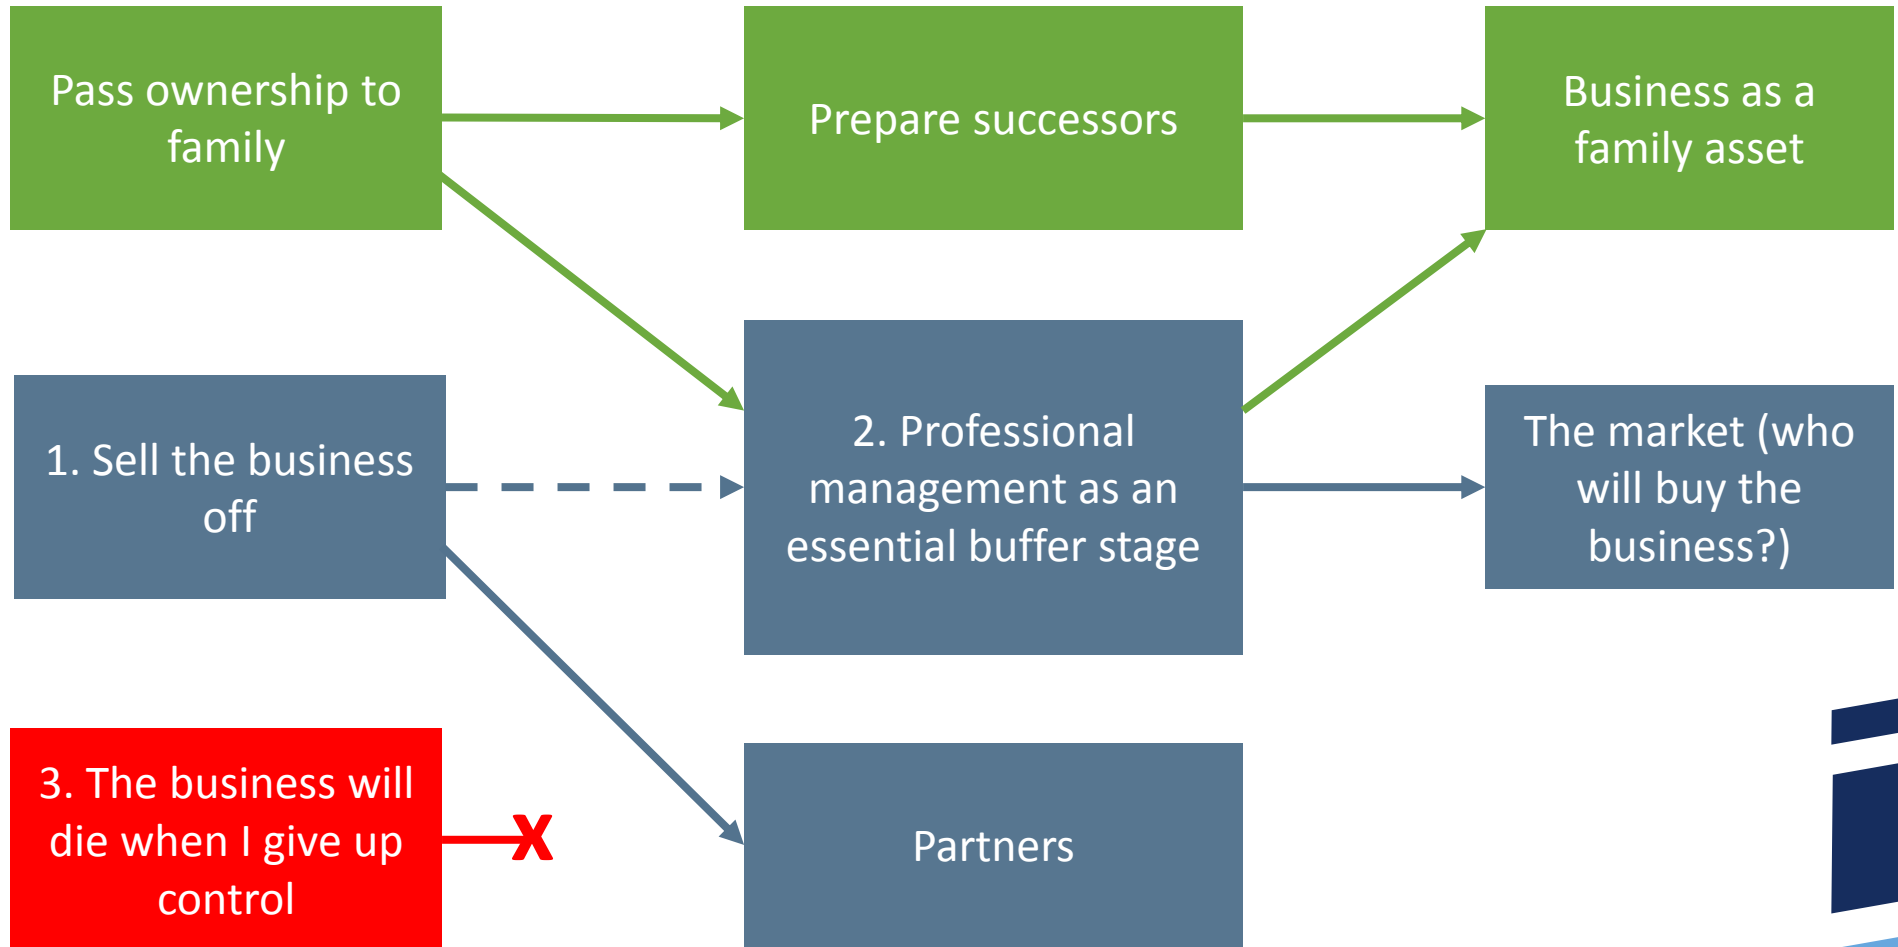 Pass ownership to
family
Prepare successors
Business as a
family asset
1. Sell the business
off
2. Professional
management as an
essential buffer stage
The market (who
will buy the
business?)
3. The business will
die when I give up
control
X
Partners